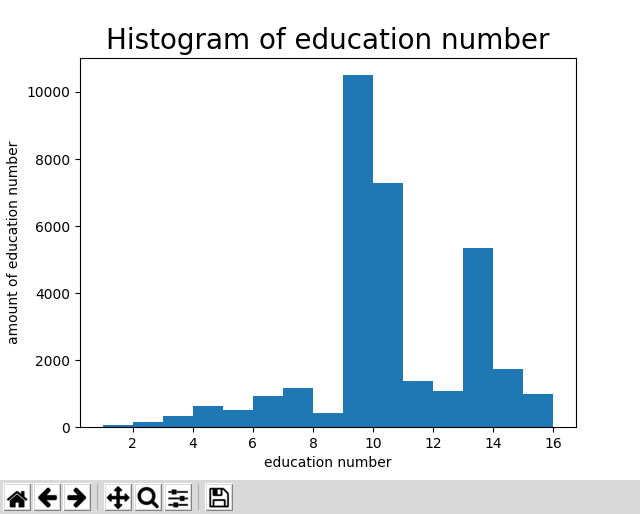 Histogram of education number
10000
8000
6000
4000
2000
0
amount of education number
2 4 6 8 10 12 14 16
education number